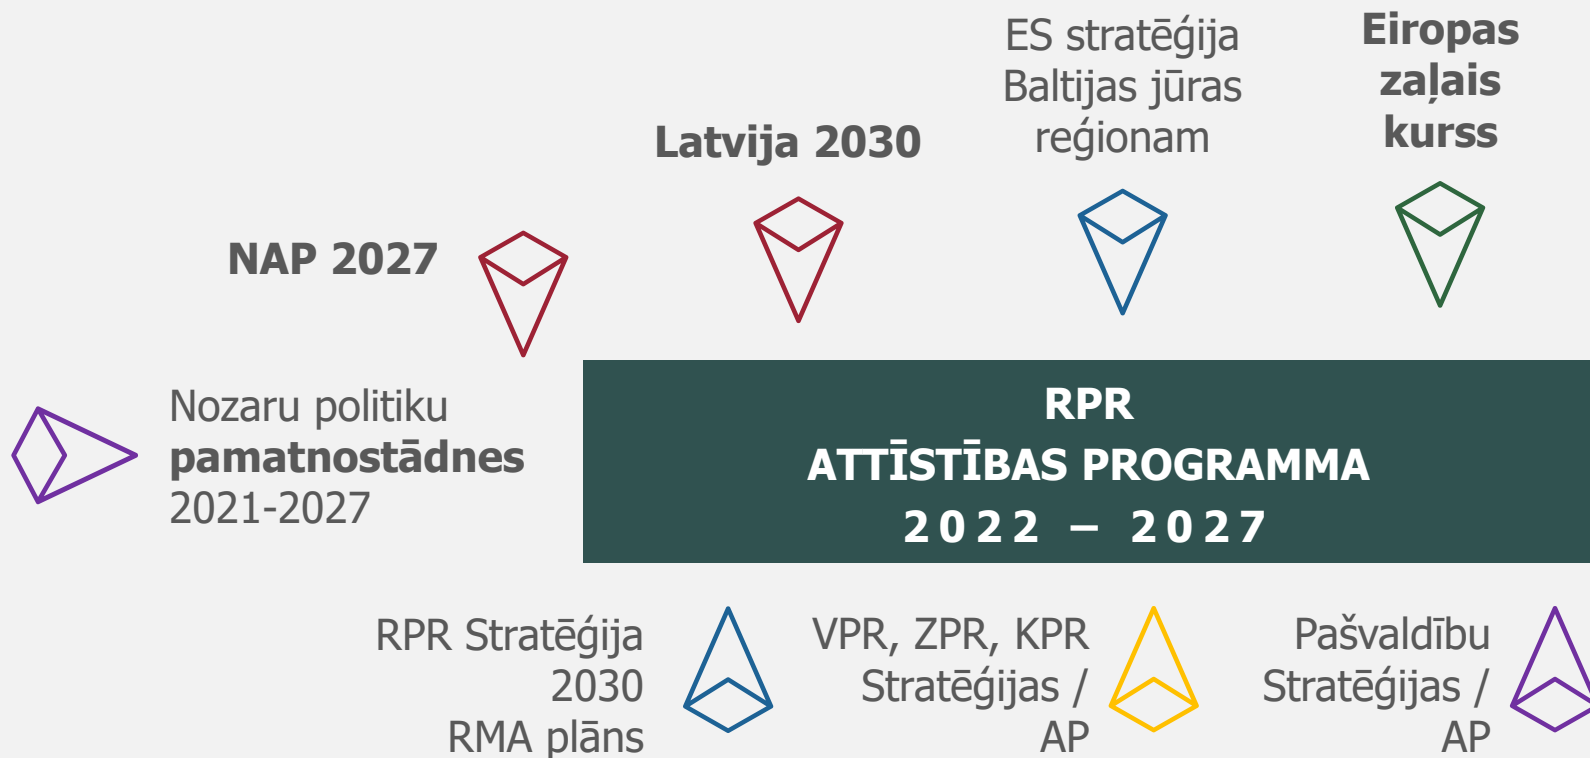 ES stratēģija
Baltijas jūras
reģionam
Eiropas
zaļais
kurss
Latvija 2030
NAP 2027
Nozaru politiku
pamatnostādnes
2021-2027
RPR
ATTĪSTĪBAS PROGRAMMA
2022 – 2027
RPR Stratēģija
2030
RMA plāns
VPR, ZPR, KPR
Stratēģijas /
AP
Pašvaldību
Stratēģijas /
AP